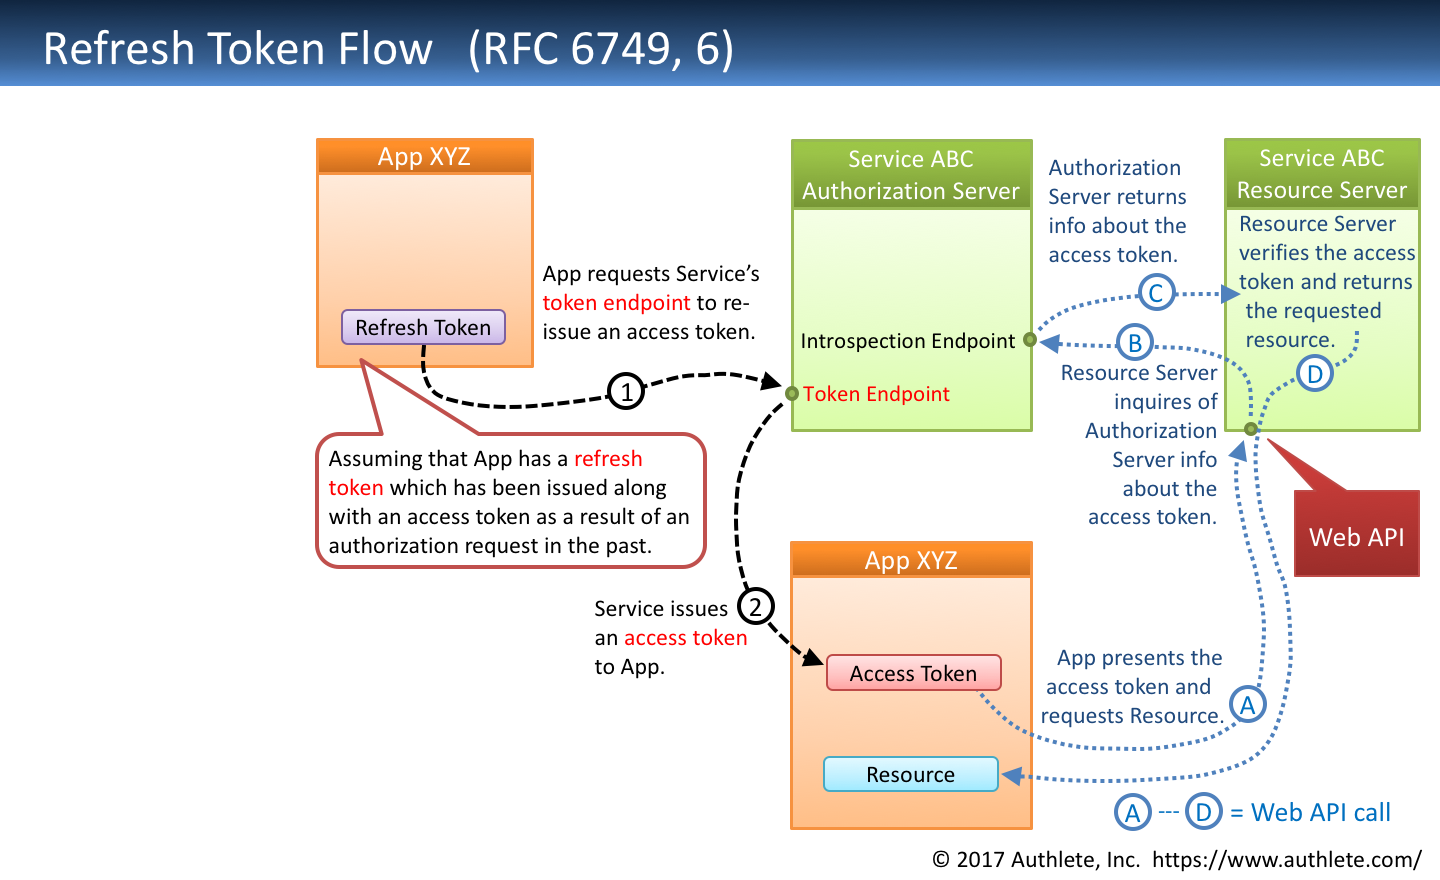 Refresh Token Flow (RFC 6749, 6)
App XYZ
Refresh Token
App requests Service’s
token endpoint to re-
issue an access token.
1
Assuming that App has a refresh
token which has been issued along
with an access token as a result of an
authorization request in the past.
Service ABC
Authorization Server
Introspection Endpoint
Token Endpoint
Authorization
Server returns
info about the
access token.
C
B
Service ABC
Resource Server
Resource Server
verifies the access
token and returns
the requested
resource.
D
Resource Server
inquires of
Authorization
Server info
about the
access token.
Web API
Service issues
an access token
to App.
2
App XYZ
Access Token
Resource
App presents the
access token and
requests Resource.
A
A --- D = Web API call
© 2017 Authlete, Inc. https://www.authlete.com/